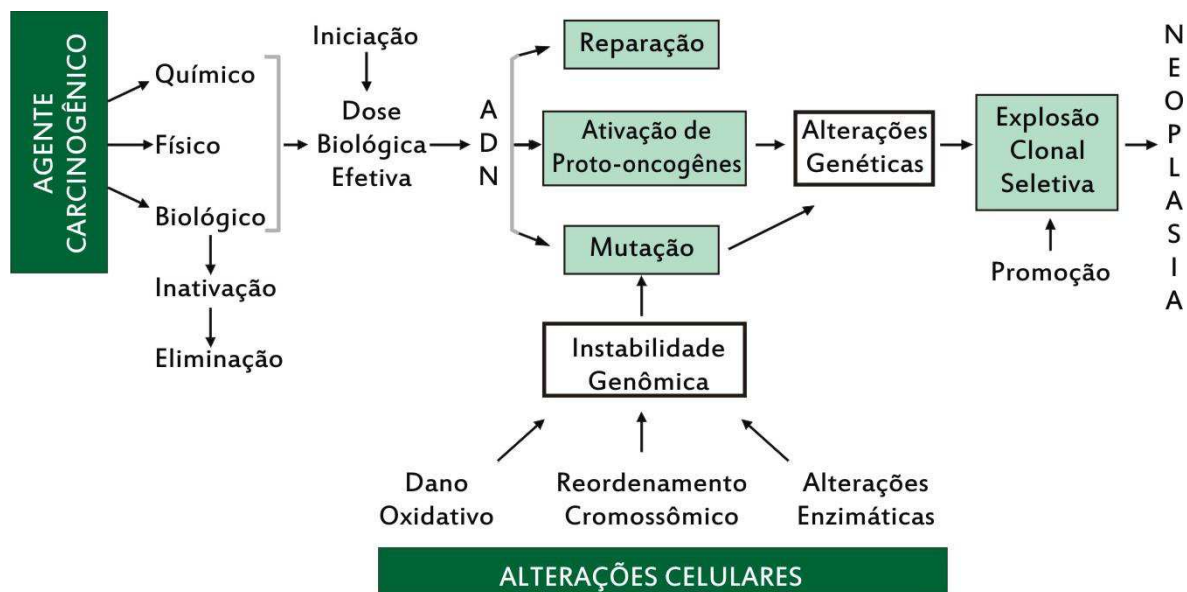 AGENTE
CARCINOGÊNICO
Químico
Físico
Biológico
Inativação
Eliminação
Iniciação
Dose
Biológica
Efetiva
A
D
N
Reparação
Ativação de
Proto-oncogênes
Mutação
Alterações
Genéticas
Explosão
Clonal
Seletiva
Promoção
N
E
O
P
L
A
S
I
A
Instabilidade
Genômica
Dano
Oxidativo
Reordenamento
Cromossômico
Alterações
Enzimáticas
ALTERAÇÕES CELULARES